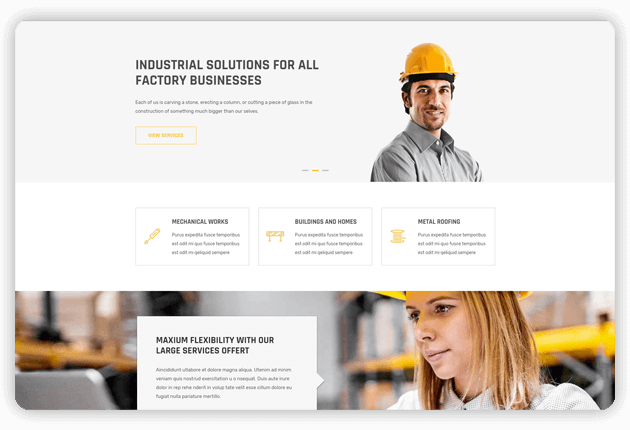 INDUSTRIAL SOLUTIONS FOR ALL
FACTORY BUSINESSES
Each of us is carving a stone, erecting a column, or cutting a piece of glass in the
construction of something much bigger than our selves.
VIEW SERVICES
MECHANICAL WORKS
Purus expedita fusce temporibus
est odit mi quo fusce temporibus
est odit mi qeliquid sempere
BUILDINGS AND HOMES
Purus expedita fusce temporibus
est odit mi quo fusce temporibus
est odit mi qeliquid sempere
METAL ROOFING
Purus expedita fusce temporibus
est odit mi quo fusce temporibus
est odit mi qeliquid sempere
MAXIUM FLEXIBILITY WITH OUR
LARGE SERVICES OFFERT
Amoididunt utlabore et dolore magna aliqua. Utenim ad minim
veniam quis nostrud exercitation u s nsequat. Duis aute irure
dolor in rep rehe nderit in volup tate velit esse cillum dolore eu
fugiat nulla pariature mertillo.